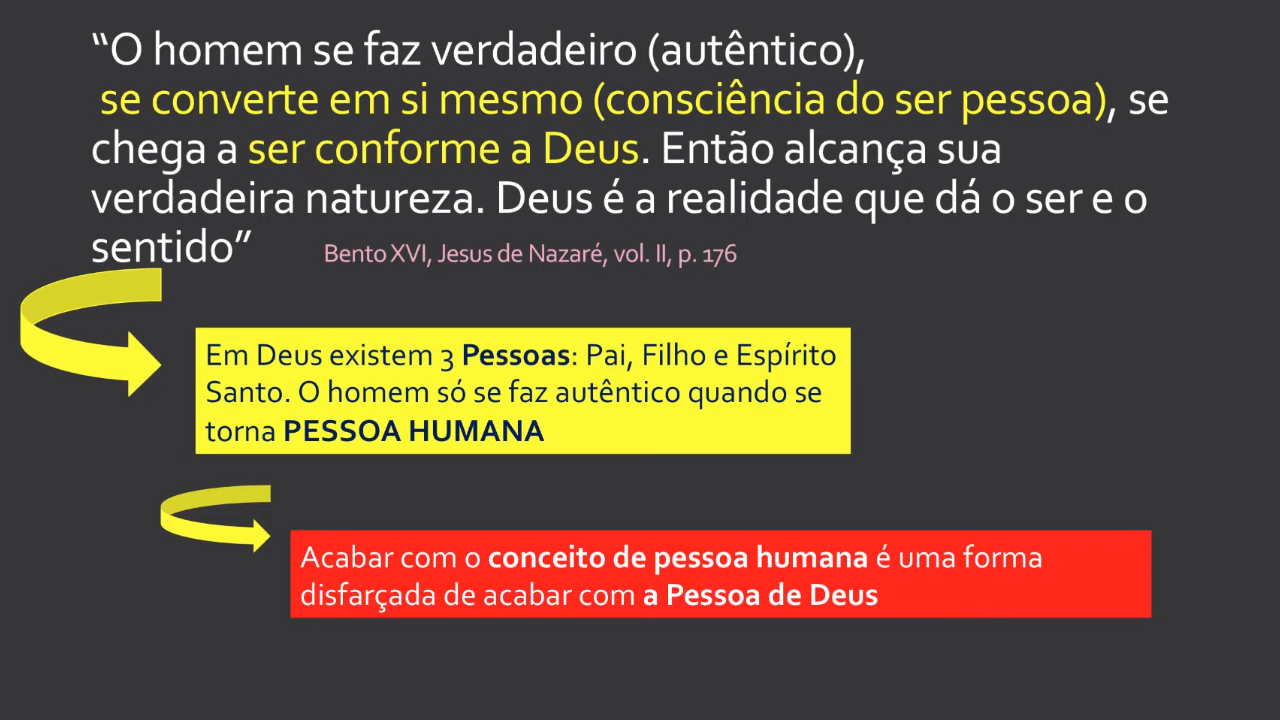 “O homem se faz verdadeiro (autêntico),
se converte em si mesmo (consciência do ser pessoa), se
chega a ser conforme a Deus. Então alcança sua
verdadeira natureza. Deus é a realidade que dá o ser e o
sentido” Bento XVI, Jesus de Nazaré, vol. II, p. 176
Em Deus existem 3 Pessoas: Pai, Filho e Espírito
Santo. O homem só se faz autêntico quando se
torna PESSOA HUMANA
Acabar com o conceito de pessoa humana é uma forma
disfarçada de acabar com a Pessoa de Deus